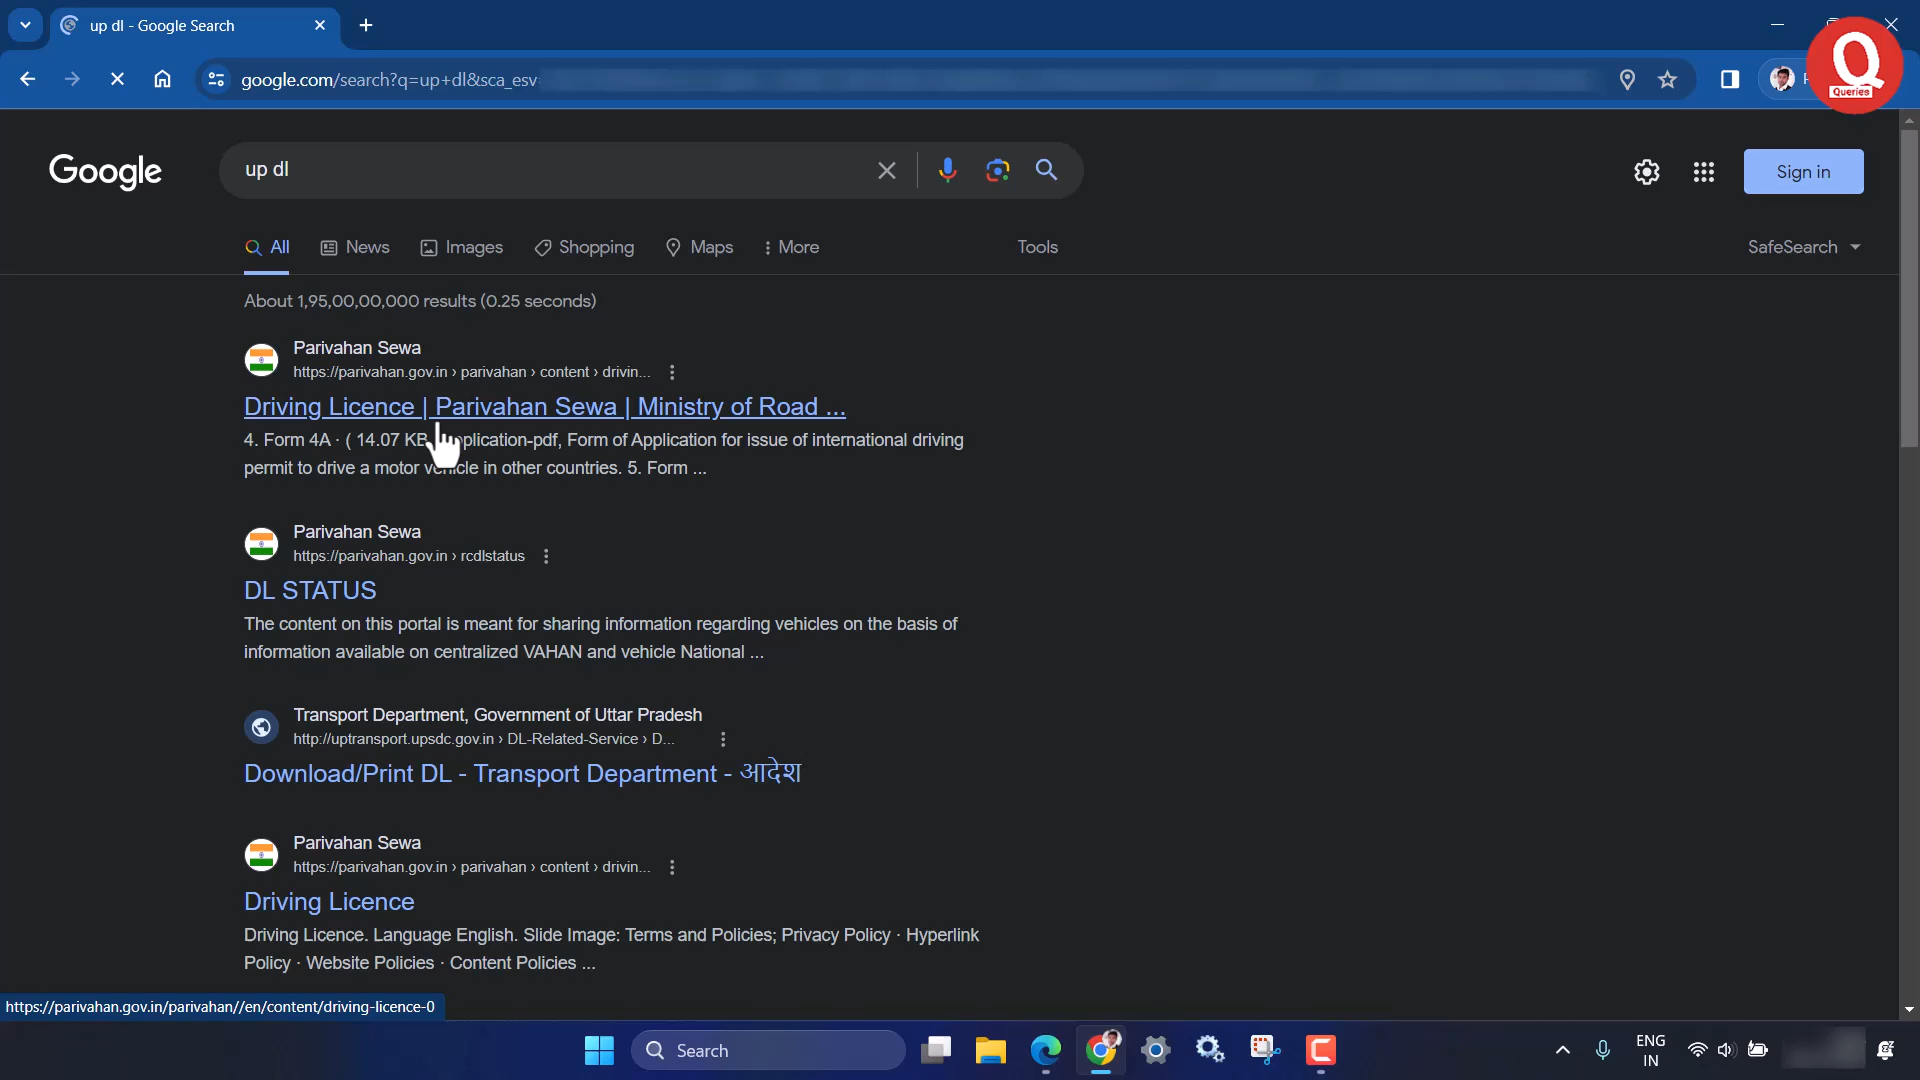 up dl - Google Search
google.com/search?q=up+dl&sca_esv
Queries
Google
up dl
Sign in
All
News
Images
Shopping
Maps
More
Tools
SafeSearch
About 1,95,00,00,000 results (0.25 seconds)
Parivahan Sewa
https://parivahan.gov.in › parivahan › content › drivin...
Driving Licence | Parivahan Sewa | Ministry of Road ...
4. Form 4A · ( 14.07 KB, Form of Application for issue of international driving
permit to drive a motor vehicle in other countries. 5. Form ...
Parivahan Sewa
https://parivahan.gov.in › rcdlstatus
DL STATUS
The content on this portal is meant for sharing information regarding vehicles on the basis of
information available on centralized VAHAN and vehicle National ...
Transport Department, Government of Uttar Pradesh
http://uptransport.upsdc.gov.in › DL-Related-Service › D...
Download/Print DL - Transport Department - आदेश
Parivahan Sewa
https://parivahan.gov.in › parivahan › content › drivin...
Driving Licence
Driving Licence. Language English. Slide Image: Terms and Policies; Privacy Policy · Hyperlink
Policy · Website Policies · Content Policies ...
https://parivahan.gov.in/parivahan//en/content/driving-licence-0
Search
ENG
IN